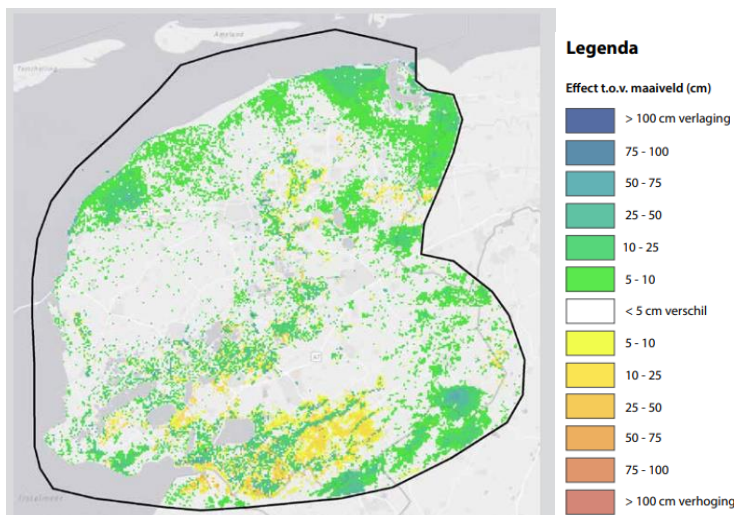 Ameland
Terschelling
Legenda
Effect t.o.v. maaiveld (cm)
> 100 cm verlaging
75 - 100
50 - 75
25 - 50
10 - 25
5 - 10
< 5 cm verschil
5 - 10
10 - 25
25 - 50
50 - 75
75 - 100
> 100 cm verhoging
IJsselmeer